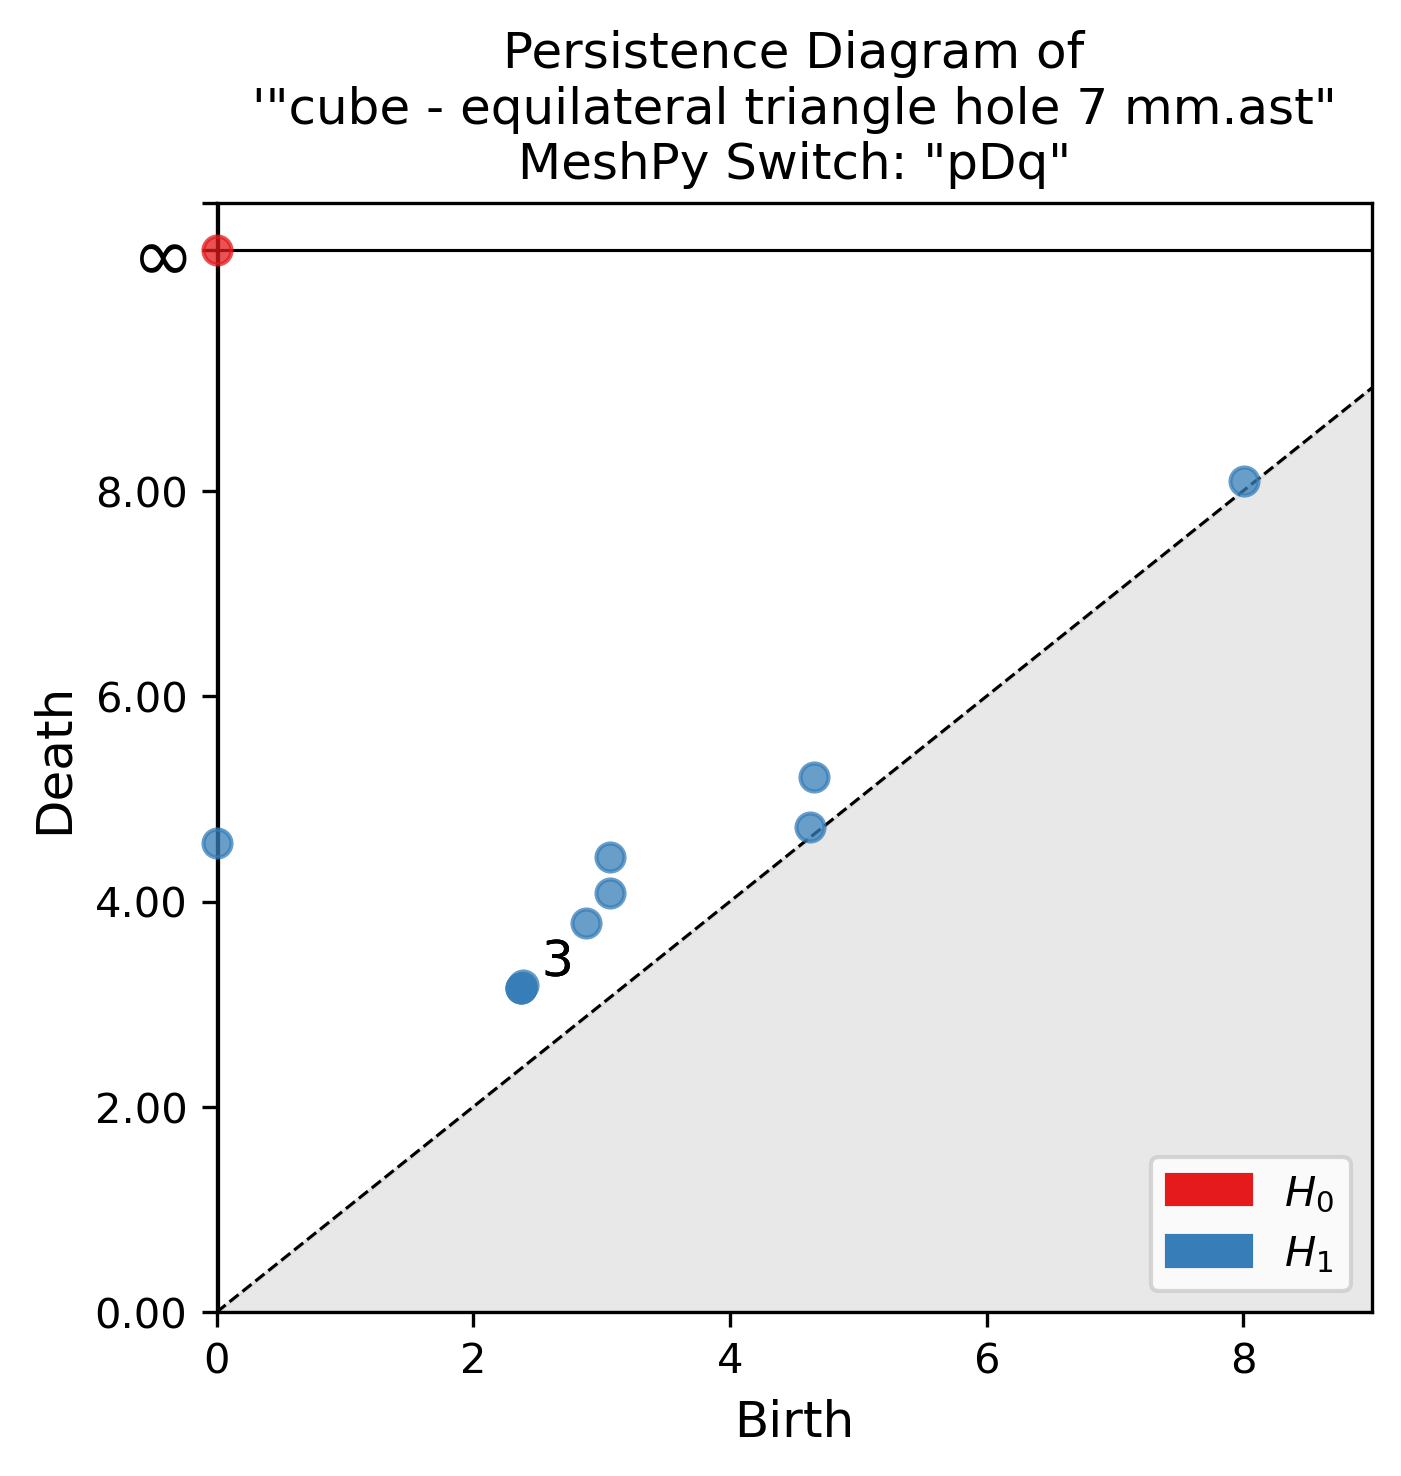 Persistence Diagram of
'"cube - equilateral triangle hole 7 mm.ast"
MeshPy Switch: "pDq"
∞
8.00
6.00
4.00
2.00
0.00
Death
3
0 2 4 6 8
Birth
H₀
H₁